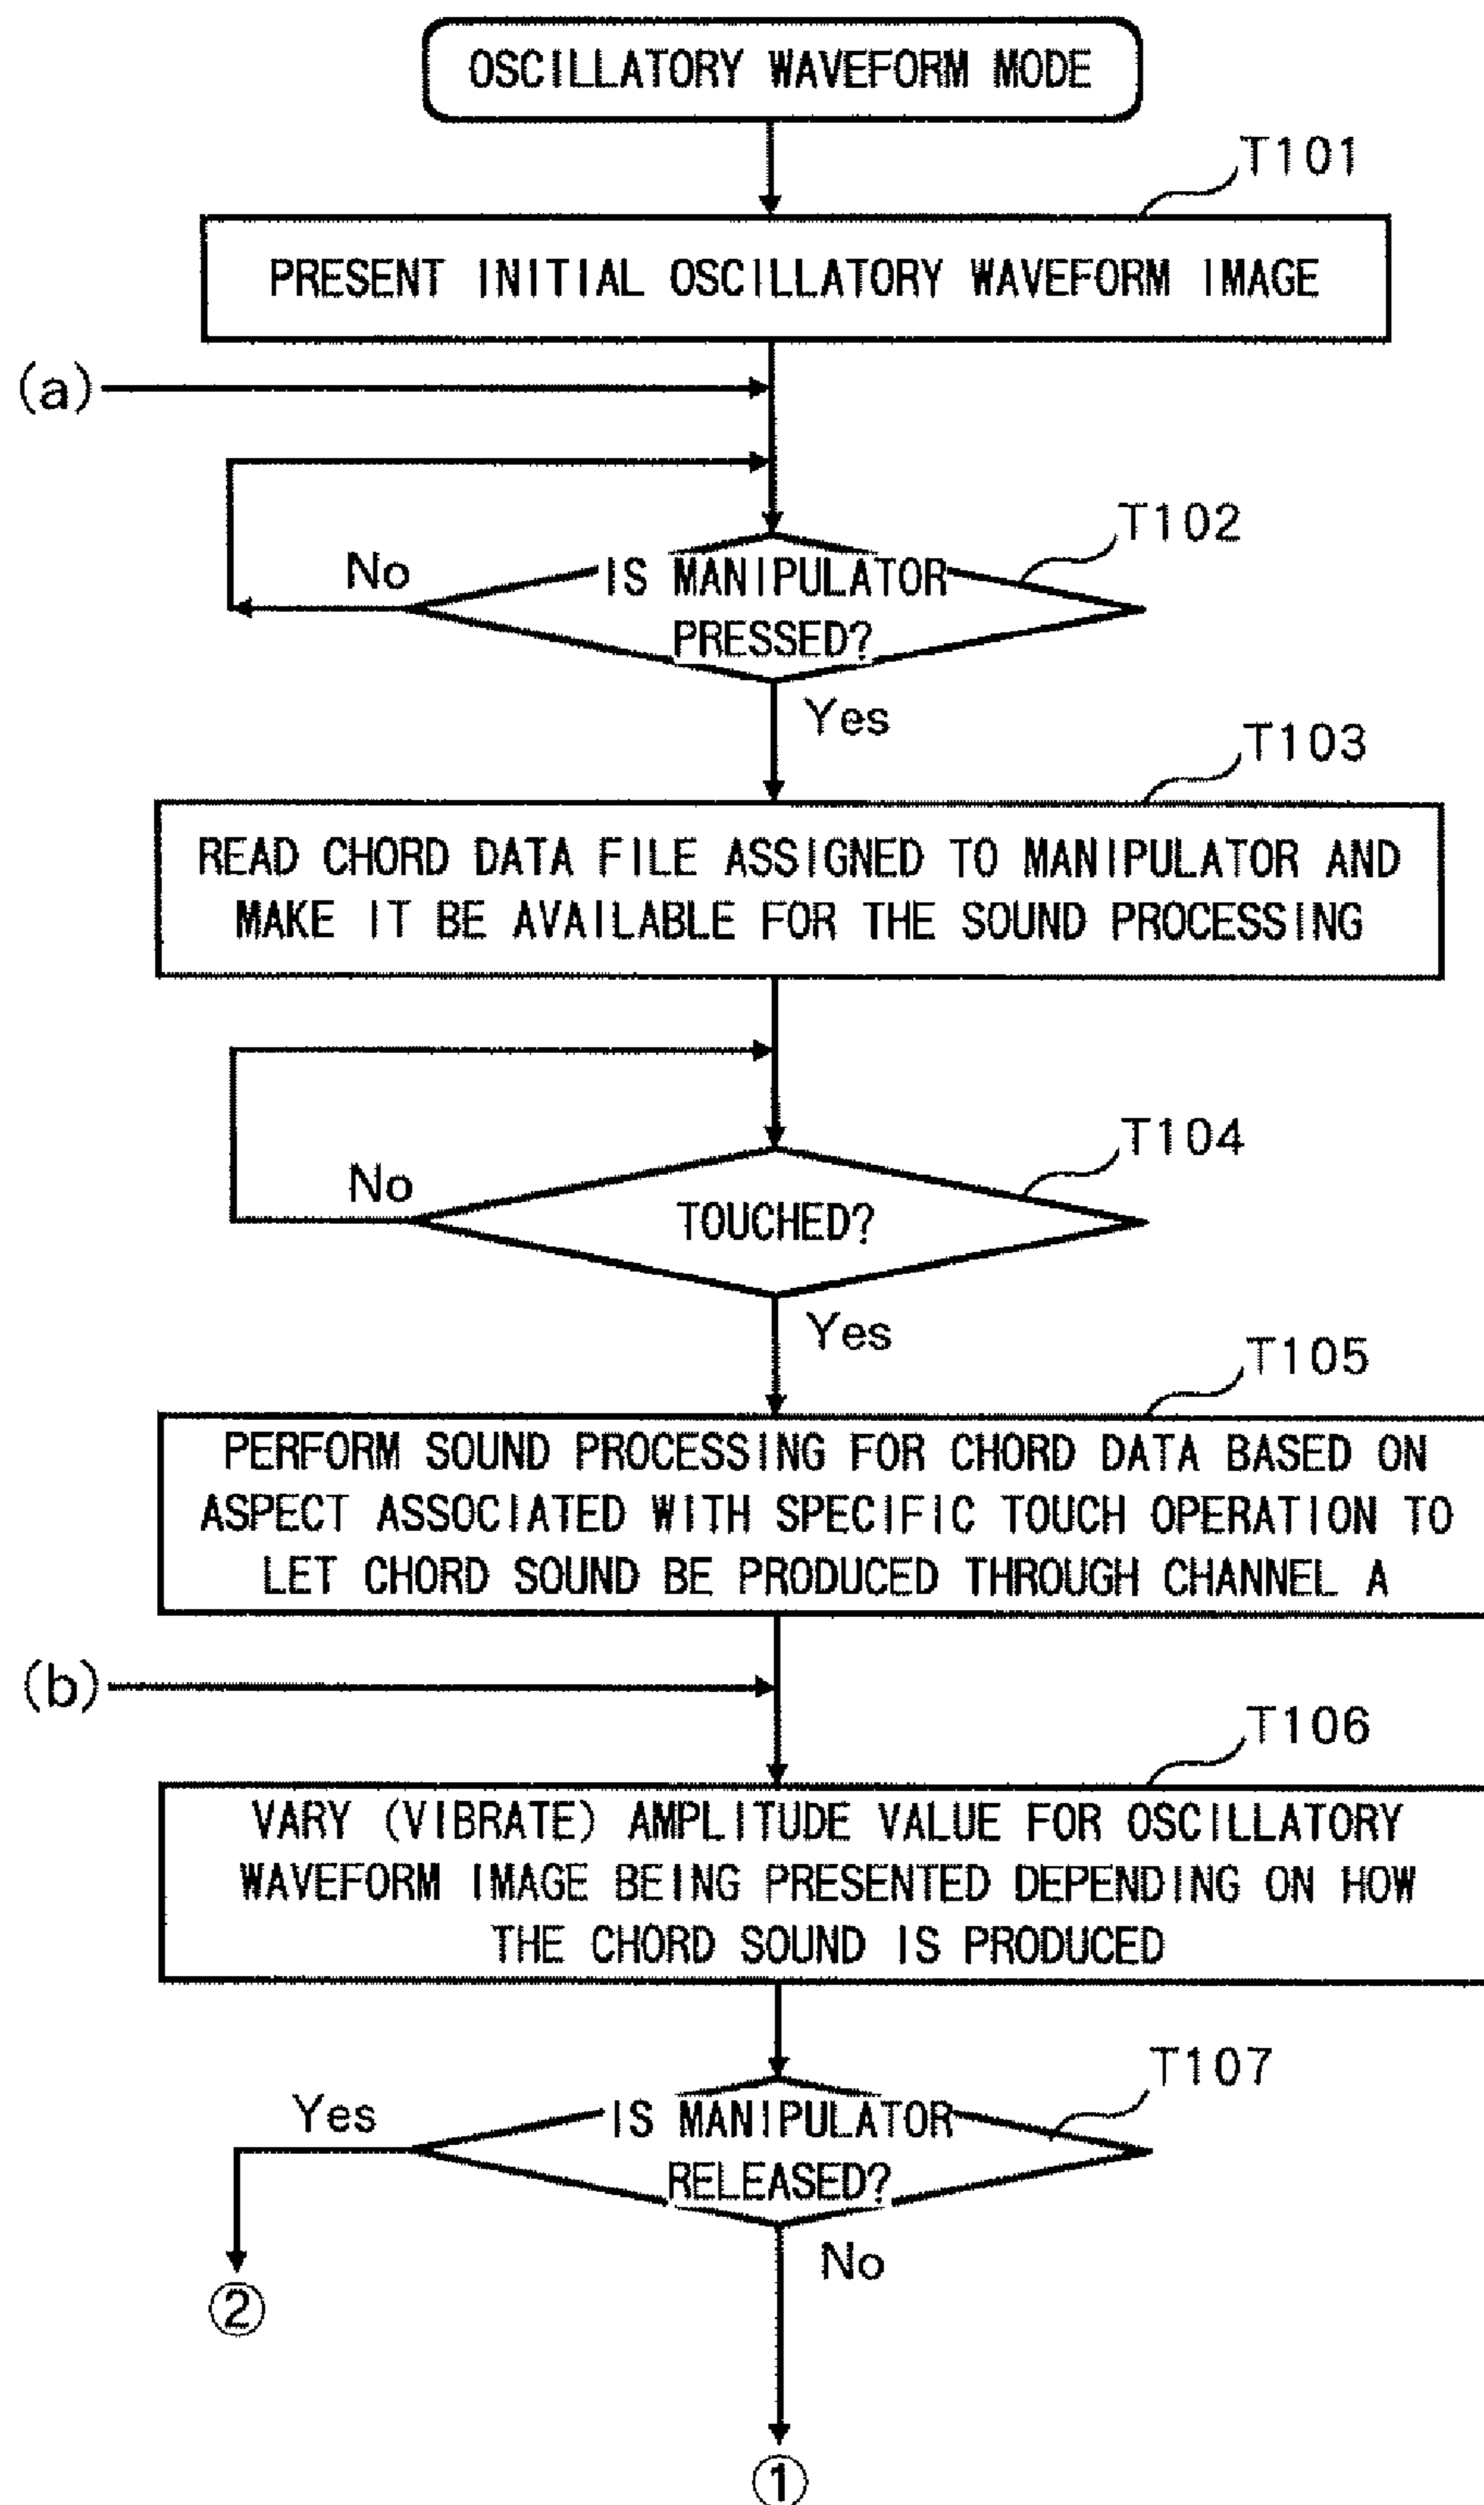 OSCILLATORY WAVEFORM MODE
T101
PRESENT INITIAL OSCILLATORY WAVEFORM IMAGE
(a)
T102
No
IS MANIPULATOR
PRESSED?
Yes
T103
READ CHORD DATA FILE ASSIGNED TO MANIPULATOR AND
MAKE IT BE AVAILABLE FOR THE SOUND PROCESSING
T104
No
TOUCHED?
Yes
T105
PERFORM SOUND PROCESSING FOR CHORD DATA BASED ON
ASPECT ASSOCIATED WITH SPECIFIC TOUCH OPERATION TO
LET CHORD SOUND BE PRODUCED THROUGH CHANNEL A
(b)
T106
VARY (VIBRATE) AMPLITUDE VALUE FOR OSCILLATORY
WAVEFORM IMAGE BEING PRESENTED DEPENDING ON HOW
THE CHORD SOUND IS PRODUCED
T107
Yes
IS MANIPULATOR
RELEASED?
No
②
①